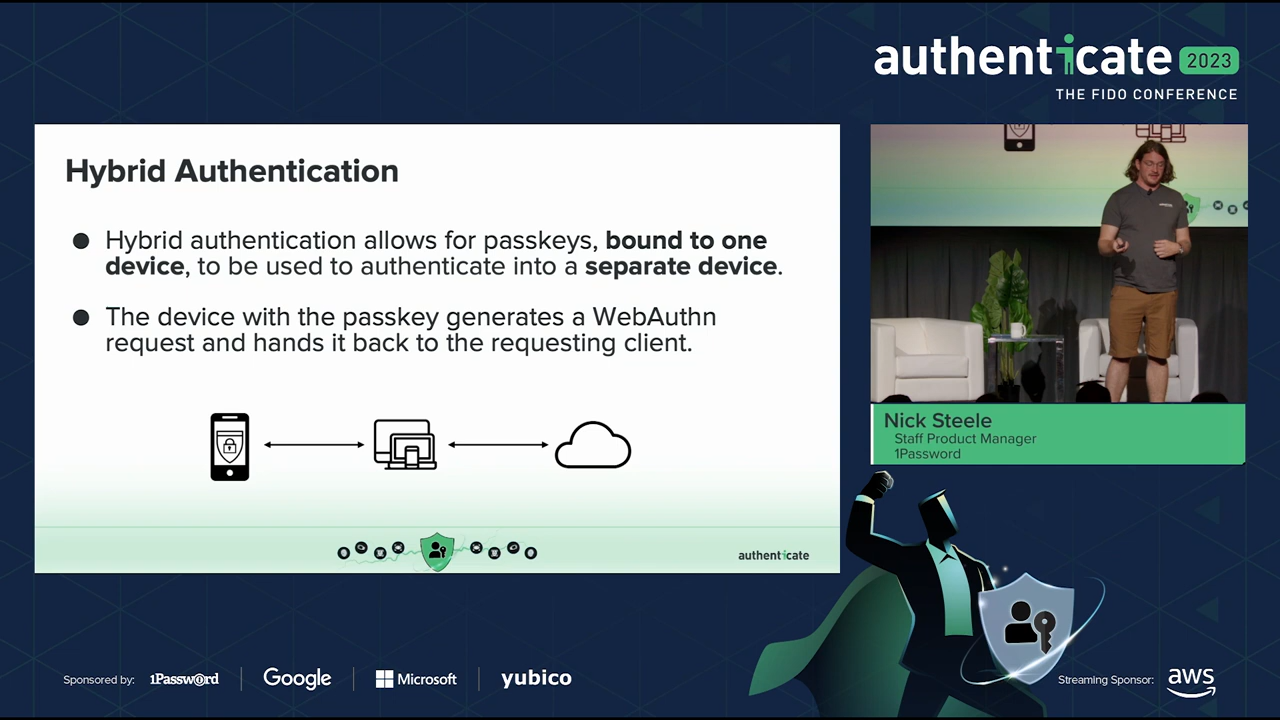 authenticate 2023
THE FIDO CONFERENCE
Hybrid Authentication
● Hybrid authentication allows for passkeys, bound to one
device, to be used to authenticate into a separate device.
● The device with the passkey generates a WebAuthn
request and hands it back to the requesting client.
authenticate
Nick Steele
Staff Product Manager
1Password
Sponsored by: 1Password Google Microsoft yubico
Streaming Sponsor: aws